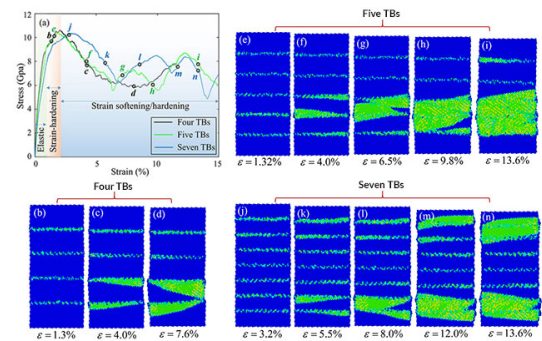 Five TBs
(a)
12
10
8
6
4
2
0
Stress (Gpa)
b
e
j
f
c
k
g
l
d
h
m
i
n
Strain softening/hardening
Elastic
Strain-hardening
Four TBs
Five TBs
Seven TBs
0 5 10 15
Strain (%)
(e) (f) (g) (h) (i)
ε=1.32% ε=4.0% ε=6.5% ε=9.8% ε=13.6%
Four TBs
(b) (c) (d)
ε=1.3% ε=4.0% ε=7.6%
Seven TBs
(j) (k) (l) (m) (n)
ε=3.2% ε=5.5% ε=8.0% ε=12.0% ε=13.6%